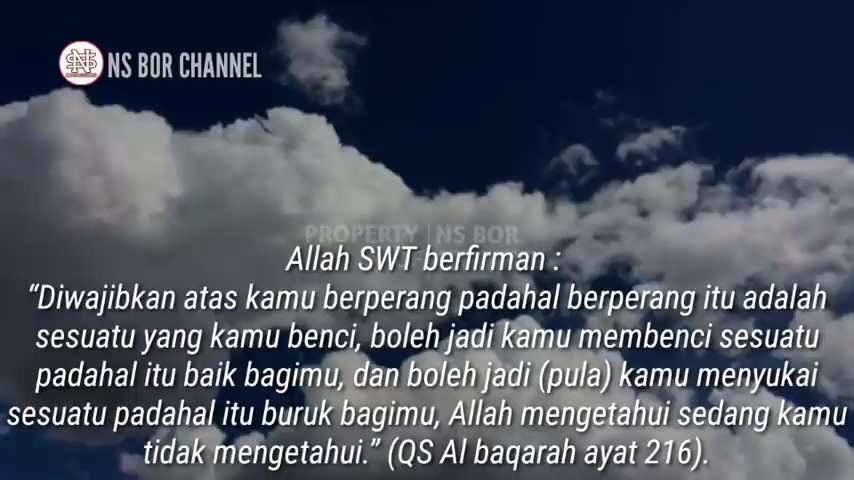 NS BOR CHANNEL
PROPERTY | NS BOR
Allah SWT berfirman :
“Diwajibkan atas kamu berperang padahal berperang itu adalah
sesuatu yang kamu benci, boleh jadi kamu membenci sesuatu
padahal itu baik bagimu, dan boleh jadi (pula) kamu menyukai
sesuatu padahal itu buruk bagimu, Allah mengetahui sedang kamu
tidak mengetahui.” (QS Al baqarah ayat 216).